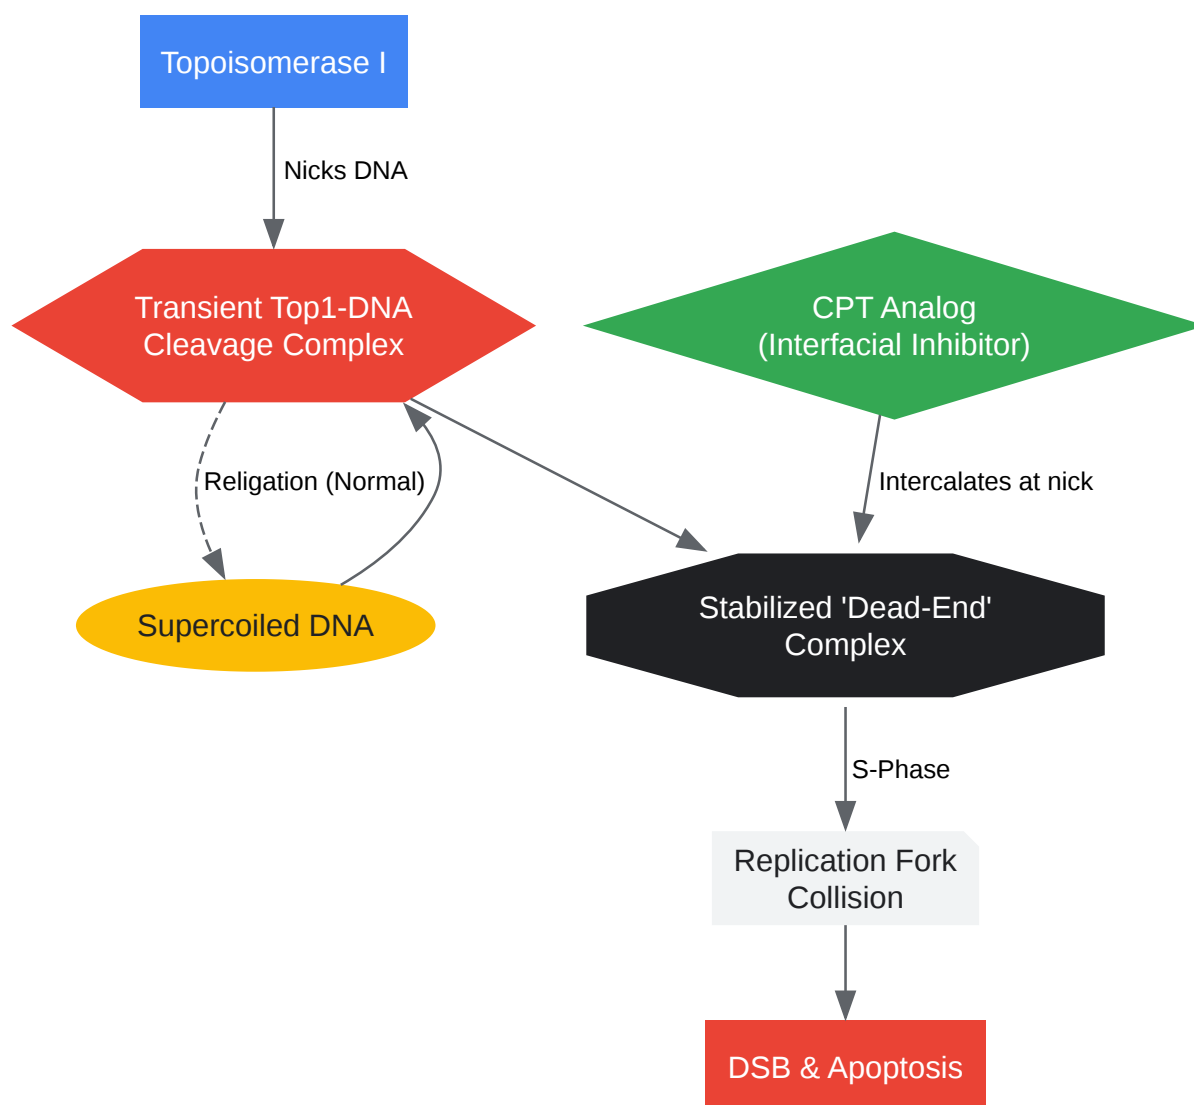 Topoisomerase I
Nicks DNA
Transient Top1-DNA
Cleavage Complex
CPT Analog
(Interfacial Inhibitor)
Religation (Normal)
Intercalates at nick
Supercoiled DNA
Stabilized 'Dead-End'
Complex
S-Phase
Replication Fork
Collision
DSB & Apoptosis